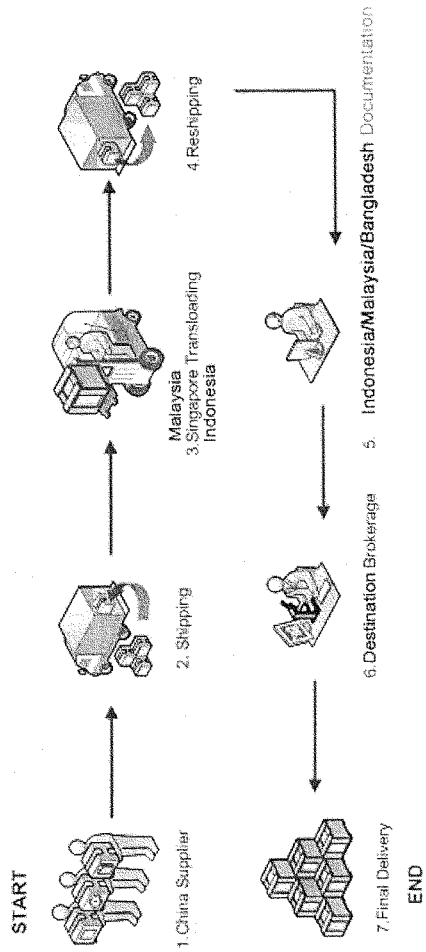 START
1.China Supplier
2. Shipping
Malaysia
3.Singapore Transloading
Indonesia
4.Reshipping
5. Indonesia/Malaysia/Bangladesh Documentation
6.Destination Brokerage
7.Final Delivery
END